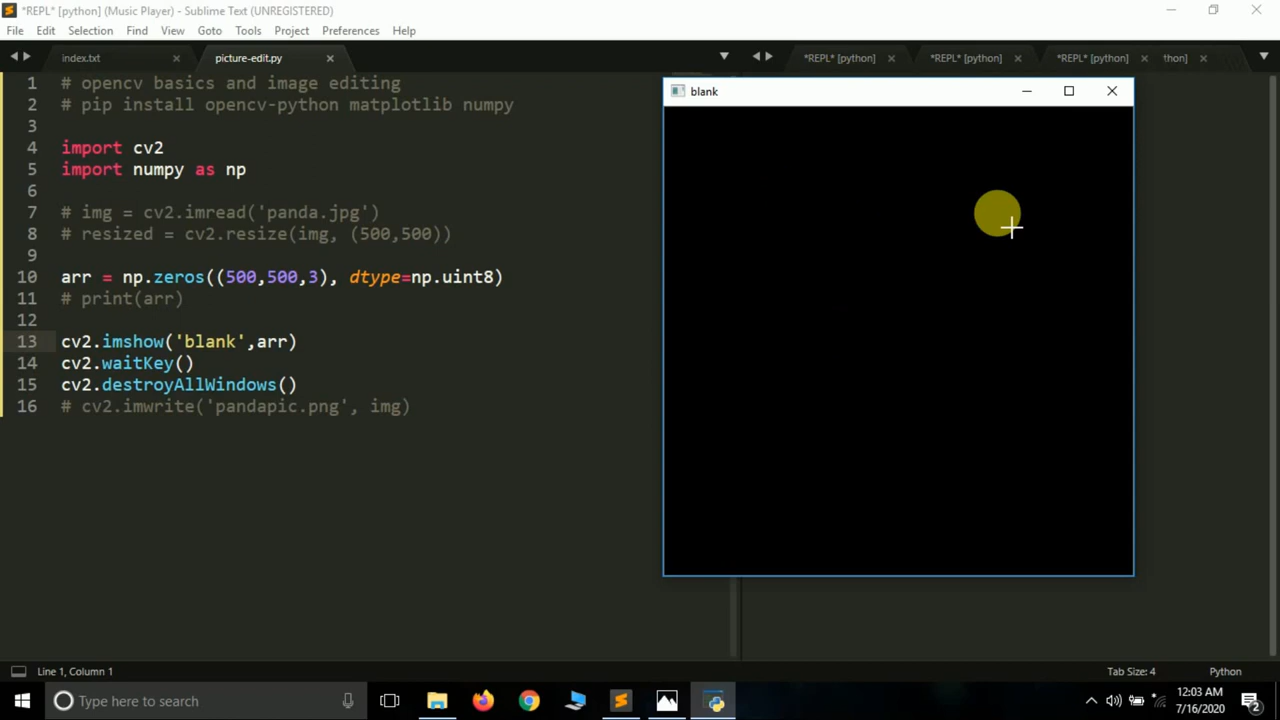 *REPL* [python] (Music Player) - Sublime Text (UNREGISTERED)
File Edit Selection Find View Goto Tools Project Preferences Help
index.txt picture-edit.py *REPL* [python] *REPL* [python] *REPL* [python] thon]
1 # opencv basics and image editing
2 # pip install opencv-python matplotlib numpy
3
4 import cv2
5 import numpy as np
6
7 # img = cv2.imread('panda.jpg')
8 # resized = cv2.resize(img, (500,500))
9
10 arr = np.zeros((500,500,3), dtype=np.uint8)
11 # print(arr)
12
13 cv2.imshow('blank',arr)
14 cv2.waitKey()
15 cv2.destroyAllWindows()
16 # cv2.imwrite('pandapic.png', img)
blank
Line 1, Column 1 Tab Size: 4 Python
Type here to search
12:03 AM
7/16/2020
2